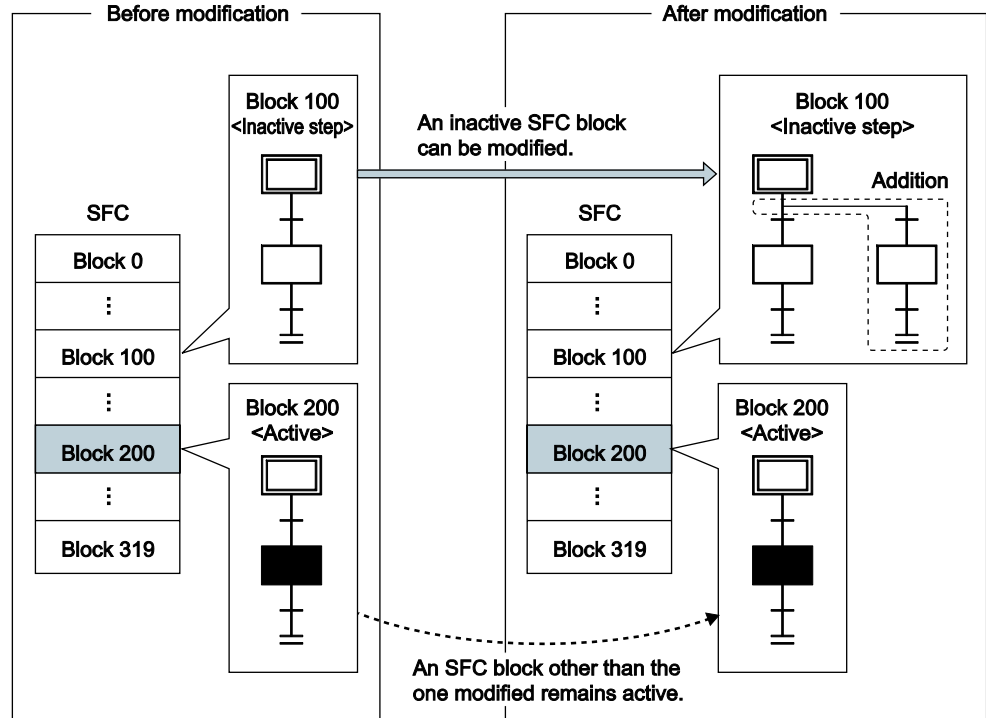 Before modification
Block 100
<Inactive step>
SFC
Block 0
⋮
Block 100
⋮
Block 200
⋮
Block 319
Block 200
<Active>
An inactive SFC block
can be modified.
After modification
Block 100
<Inactive step>
Addition
SFC
Block 0
⋮
Block 100
⋮
Block 200
⋮
Block 319
Block 200
<Active>
An SFC block other than the
one modified remains active.